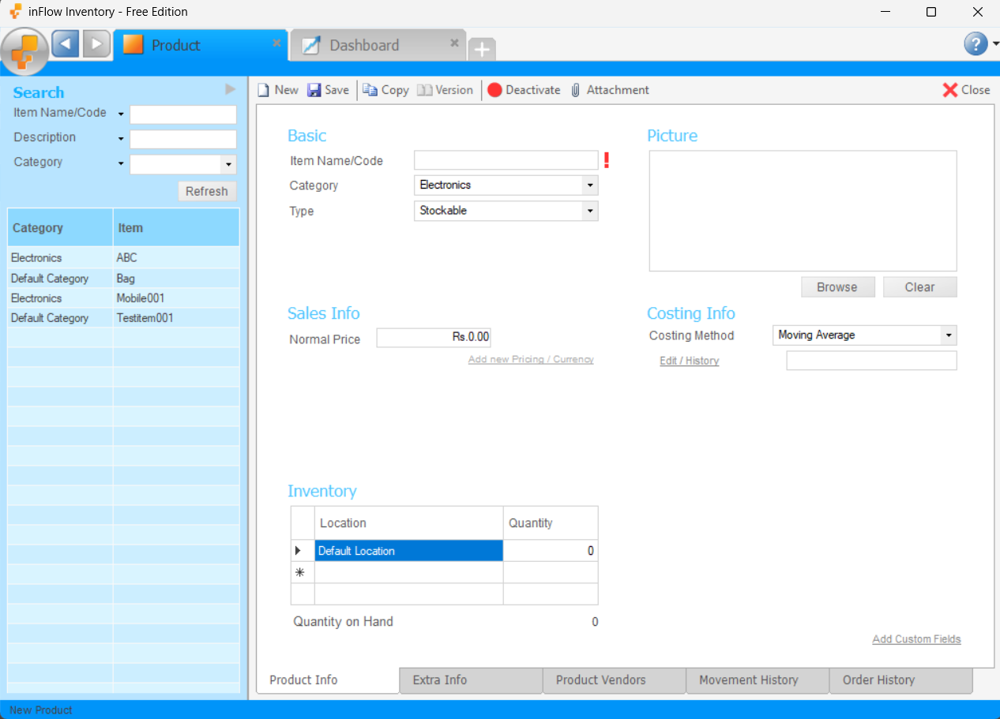 inFlow Inventory - Free Edition
Product
Dashboard
Search
Item Name/Code
Description
Category
Refresh
Category Item
Electronics ABC
Default Category Bag
Electronics Mobile001
Default Category Testitem001
New Save Copy Version Deactivate Attachment Close
Basic
Item Name/Code !
Category Electronics
Type Stockable
Picture
Browse Clear
Sales Info
Normal Price Rs.0.00
Add new Pricing / Currency
Costing Info
Costing Method Moving Average
Edit / History
Inventory
Location Quantity
Default Location 0
Quantity on Hand 0
Add Custom Fields
Product Info Extra Info Product Vendors Movement History Order History
New Product